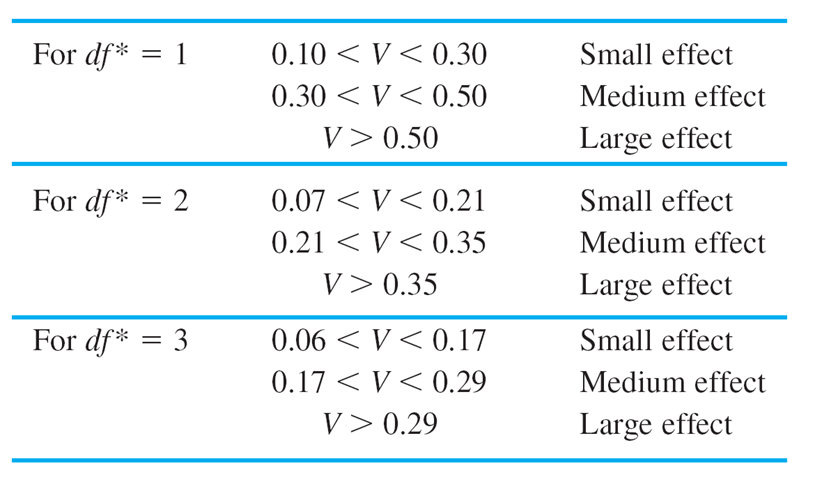 For df* = 1 0.10 < V < 0.30 Small effect
0.30 < V < 0.50 Medium effect
V > 0.50 Large effect
For df* = 2 0.07 < V < 0.21 Small effect
0.21 < V < 0.35 Medium effect
V > 0.35 Large effect
For df* = 3 0.06 < V < 0.17 Small effect
0.17 < V < 0.29 Medium effect
V > 0.29 Large effect